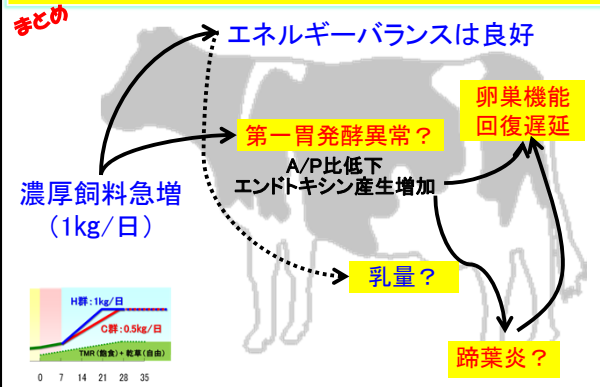 まとめ
エネルギーバランスは良好
卵巣機能
回復遅延
第一胃発酵異常？
A/P比低下
エンドトキシン産生増加
濃厚飼料急増
（1kg/日）
乳量？
H群：1kg/日
C群：0.5kg/日
TMR（飽食）+ 乾草（自由）
0 7 14 21 28 35
蹄葉炎？